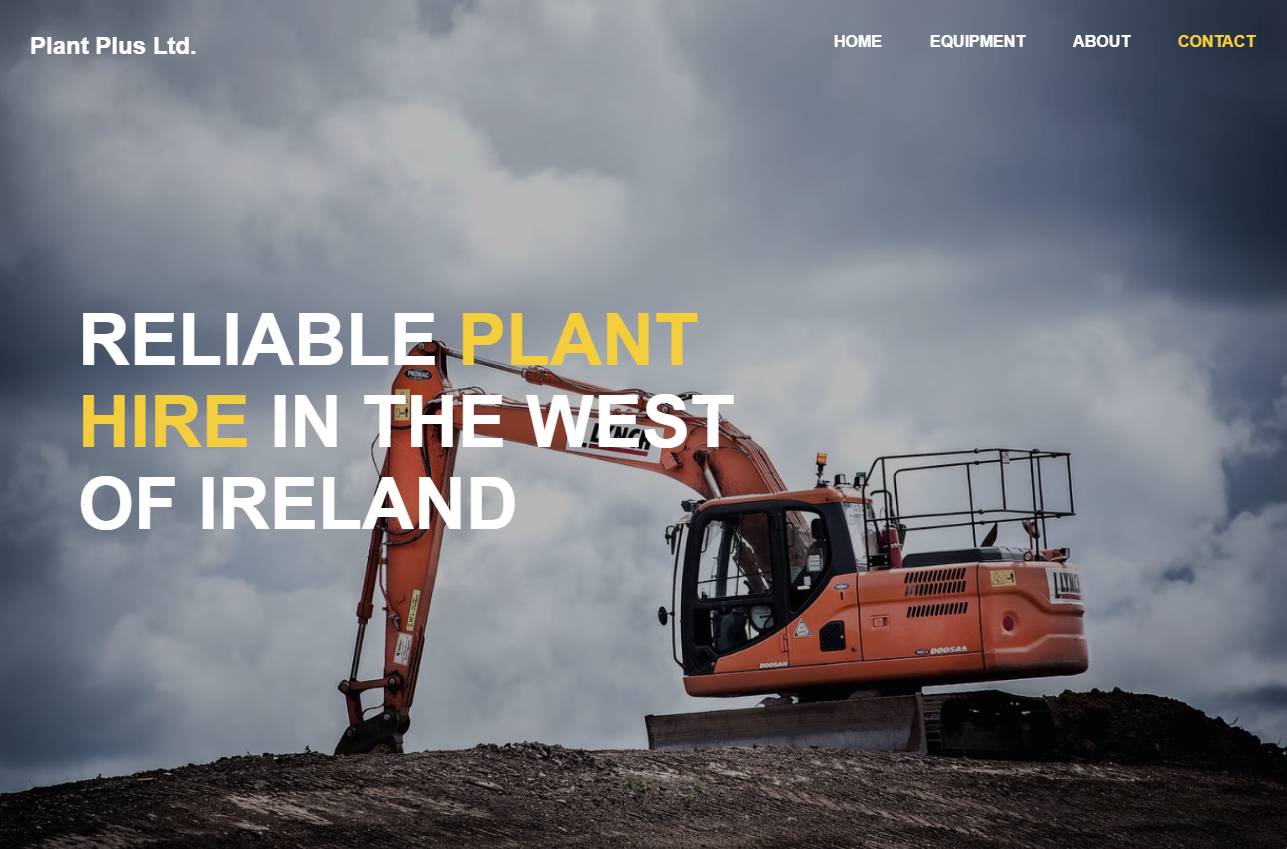 Plant Plus Ltd.
HOME EQUIPMENT ABOUT CONTACT
RELIABLE PLANT
HIRE IN THE WEST
OF IRELAND
PROMAC
LYNCH
LYNCH
DOOSAN
DOOSAN